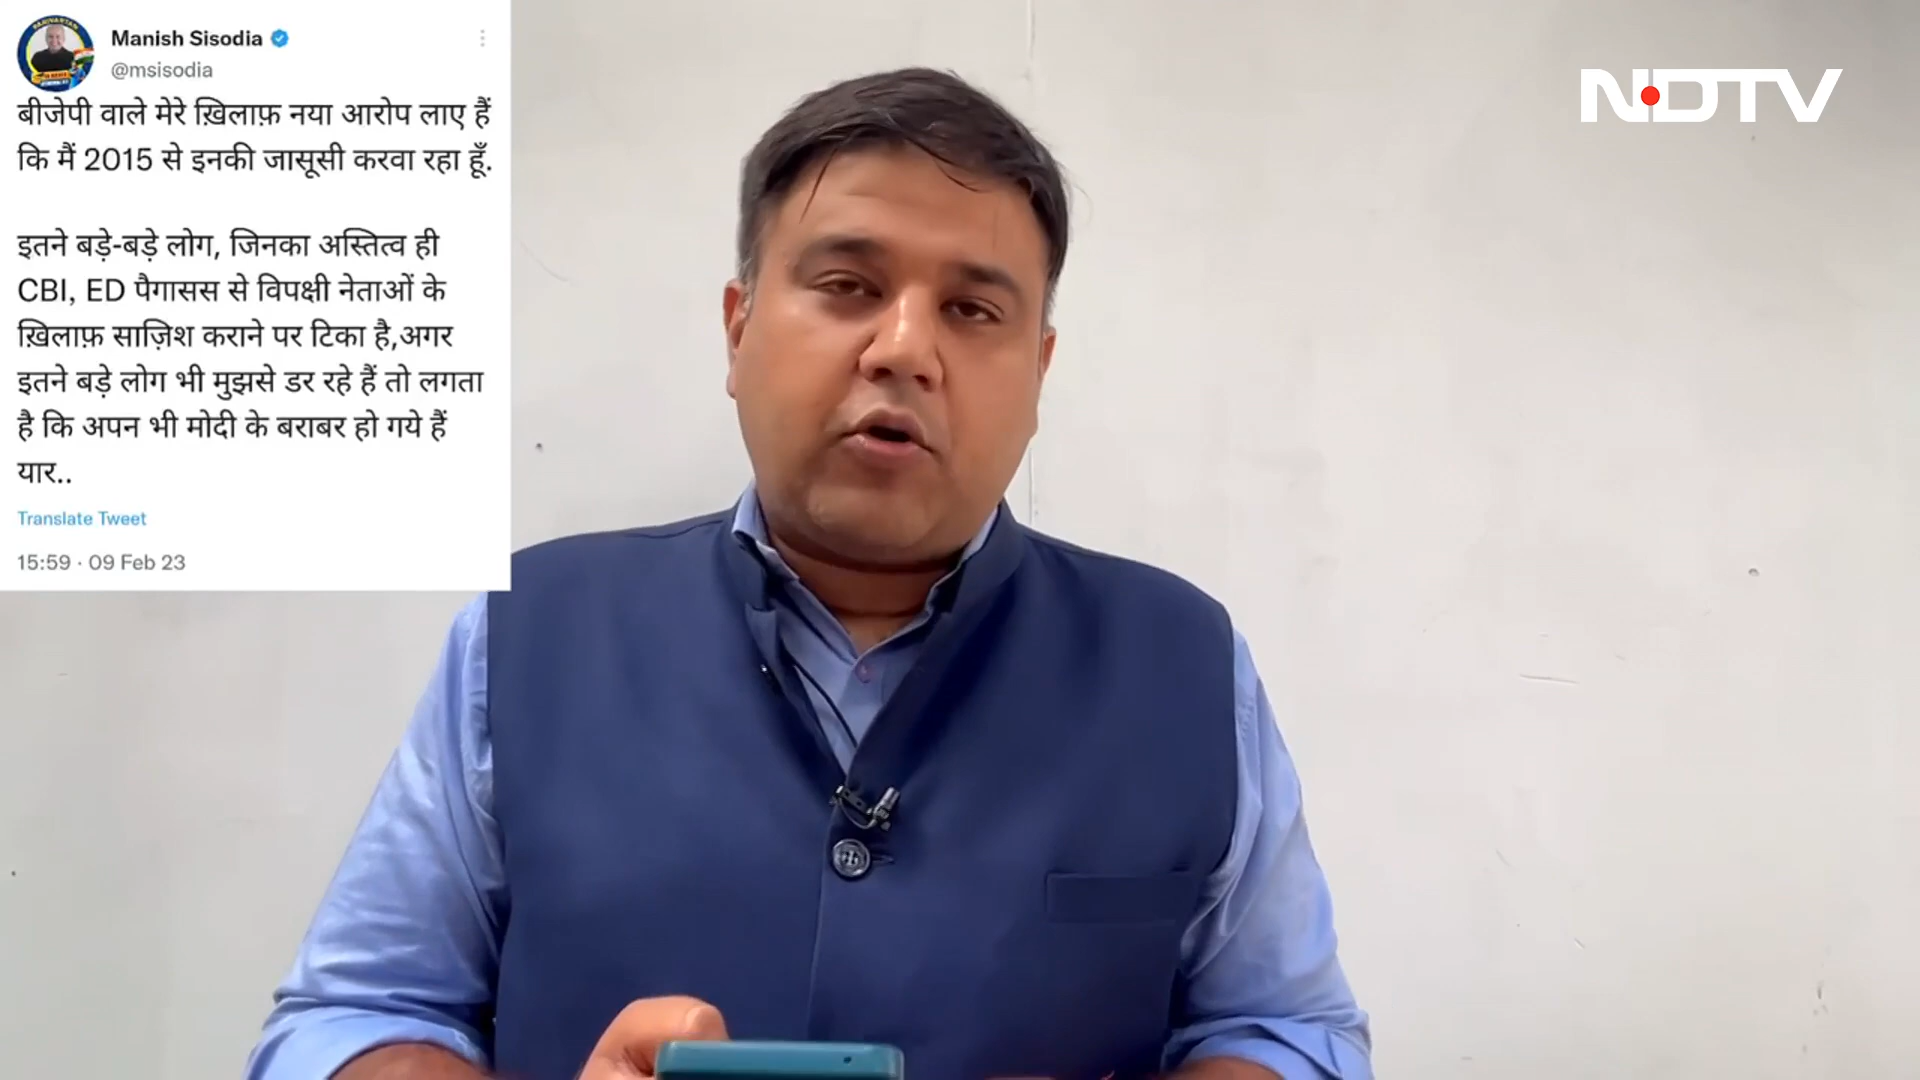 Manish Sisodia
@msisodia
बीजेपी वाले मेरे ख़िलाफ़ नया आरोप लाए हैं
कि मैं 2015 से इनकी जासूसी करवा रहा हूँ.
इतने बड़े-बड़े लोग, जिनका अस्तित्व ही
CBI, ED पैगासस से विपक्षी नेताओं के
ख़िलाफ़ साज़िश कराने पर टिका है,अगर
इतने बड़े लोग भी मुझसे डर रहे हैं तो लगता
है कि अपन भी मोदी के बराबर हो गये हैं
यार..
Translate Tweet
15:59 · 09 Feb 23
NDTV